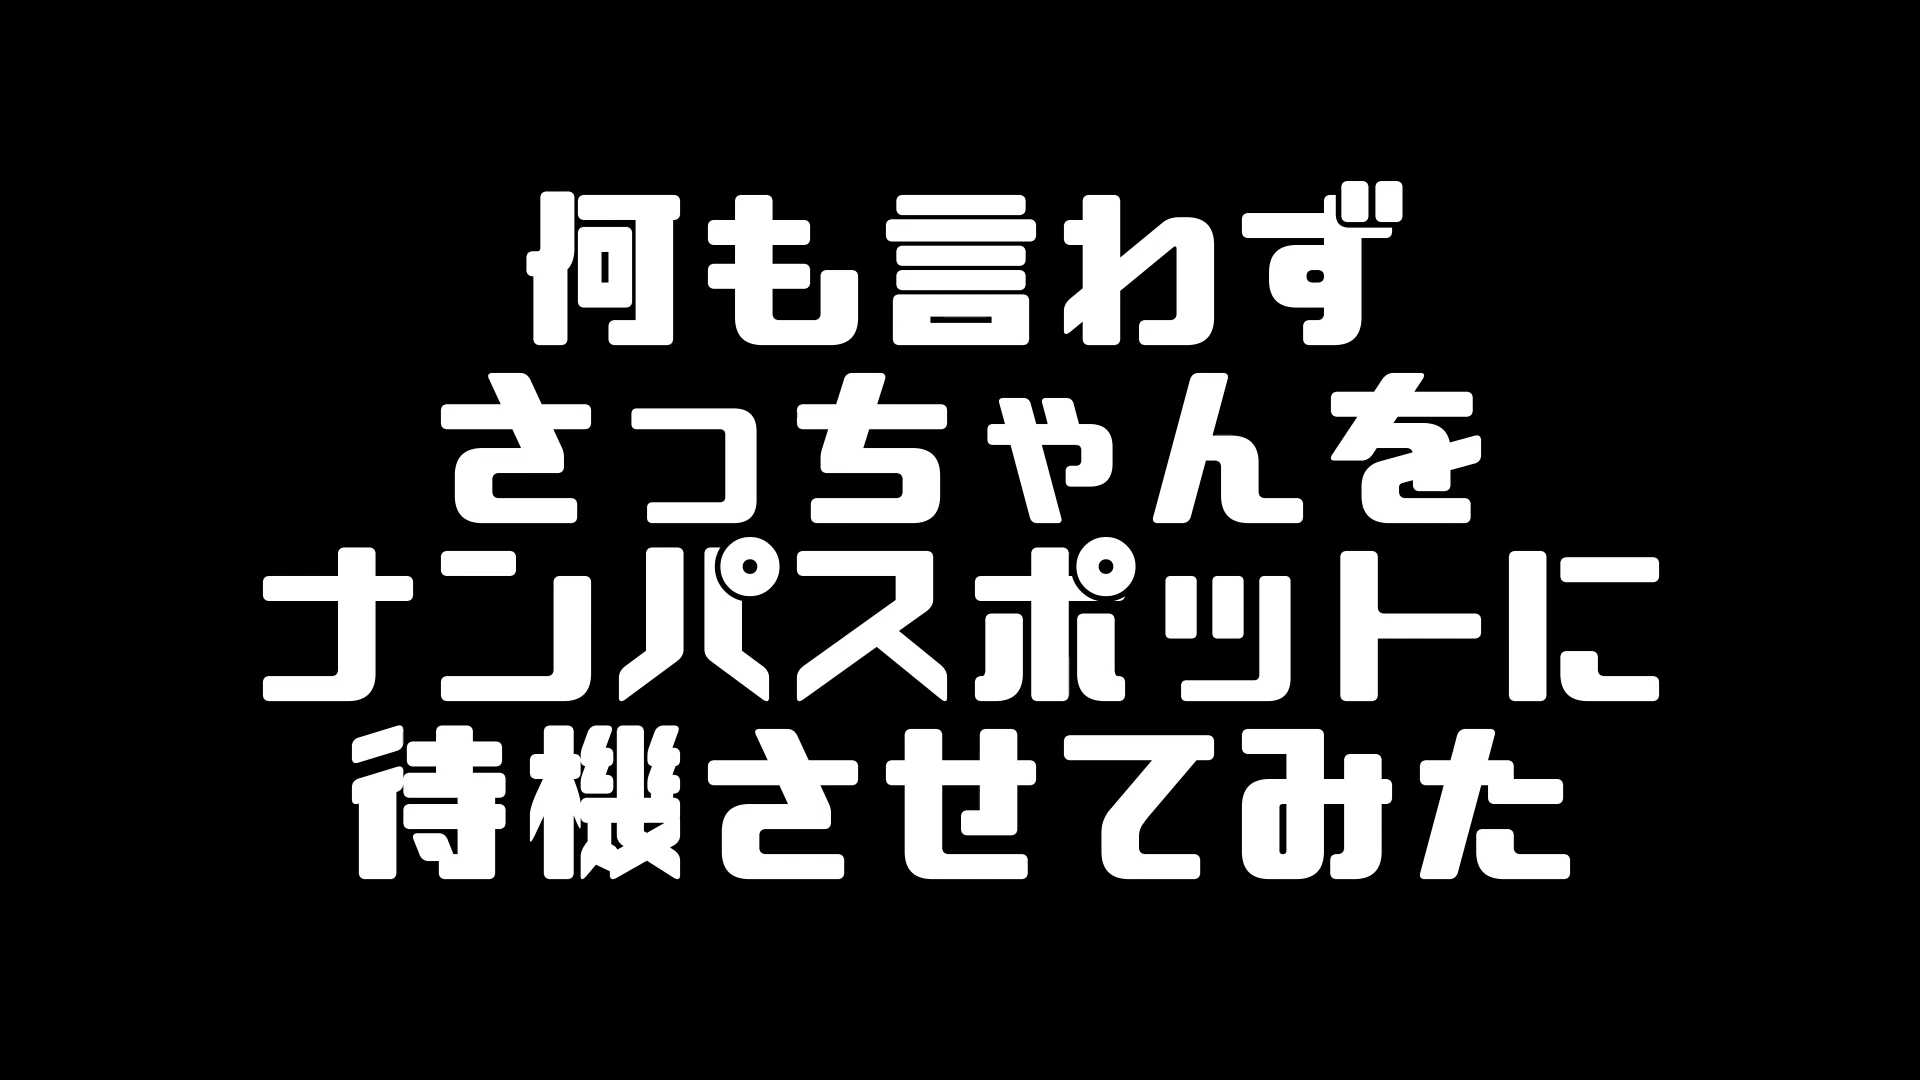 何も言わず
さっちゃんを
ナンパスポットに
待機させてみた